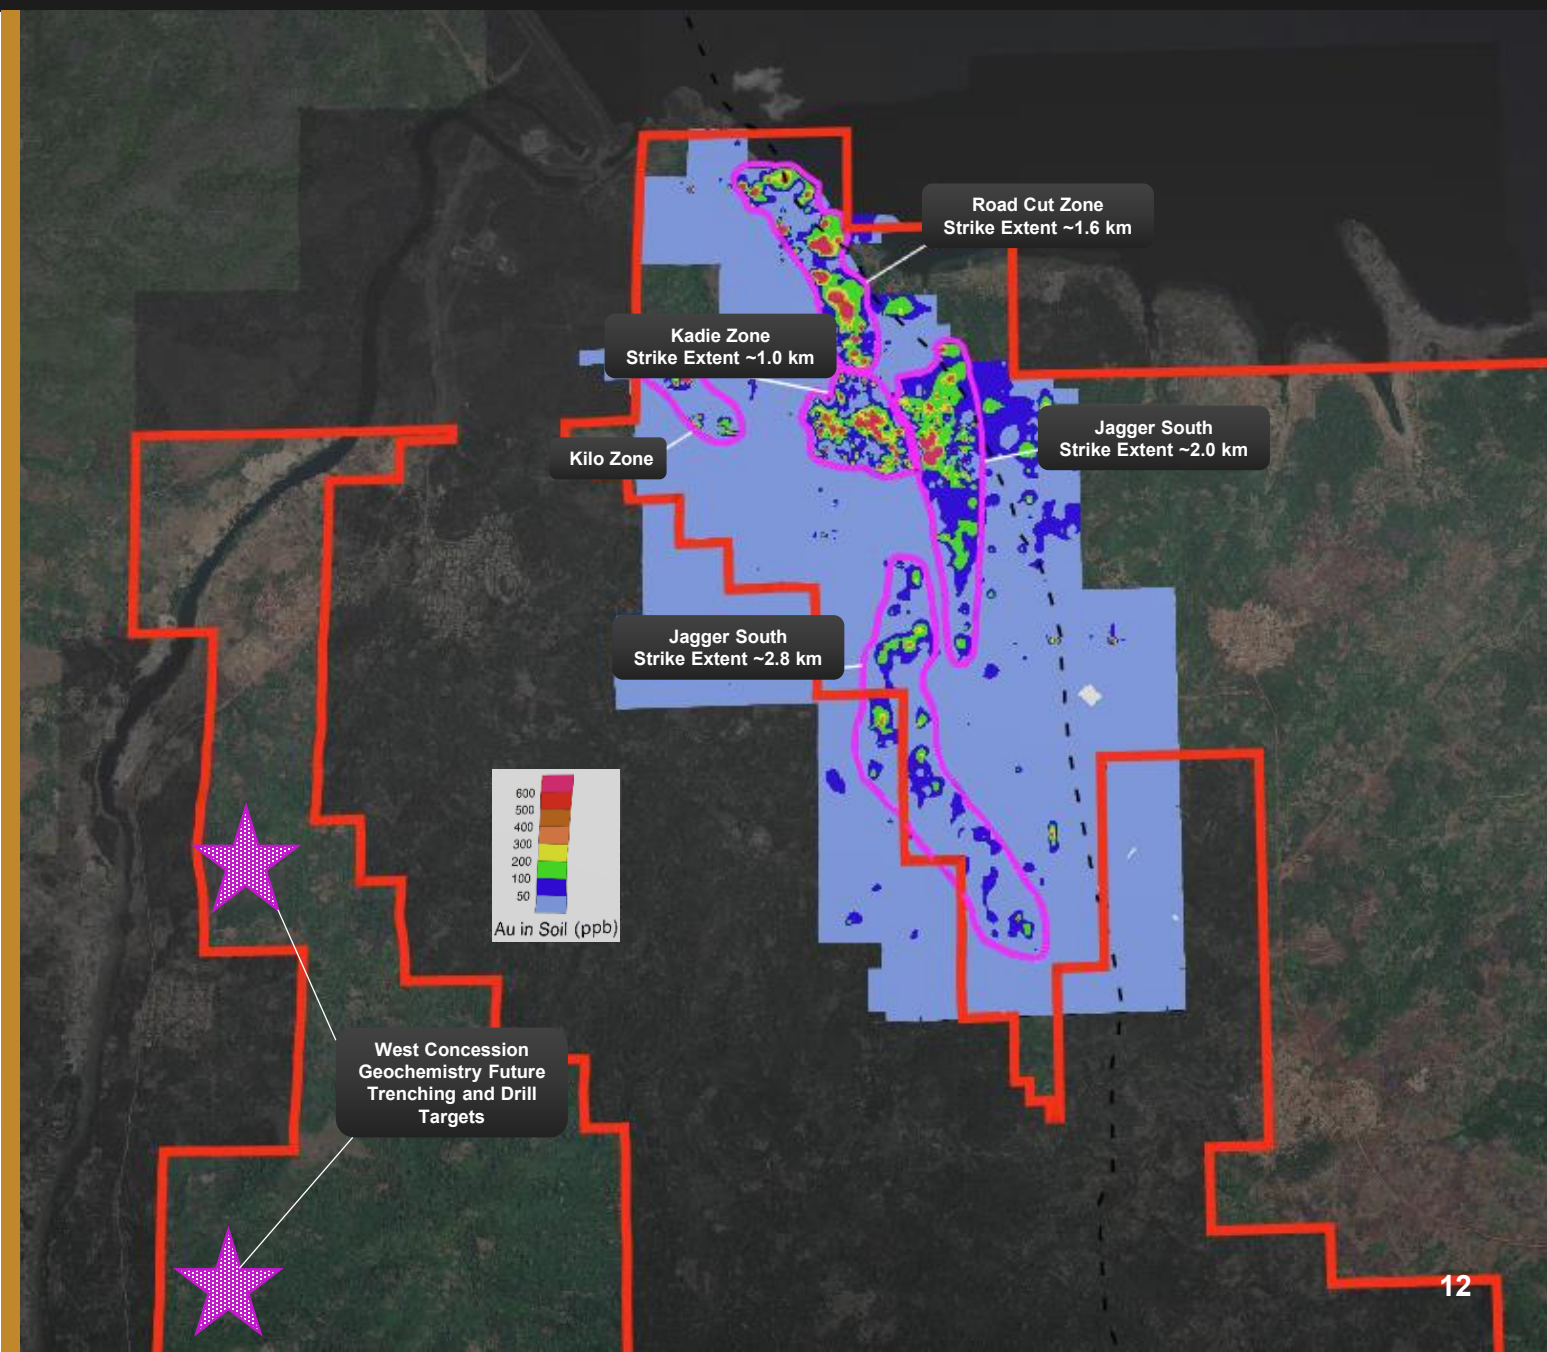 Road Cut Zone
Strike Extent ~1.6 km
Kadie Zone
Strike Extent ~1.0 km
Jagger South
Strike Extent ~2.0 km
Kilo Zone
Jagger South
Strike Extent ~2.8 km
600
500
400
300
200
100
50
Au in Soil (ppb)
West Concession
Geochemistry Future
Trenching and Drill
Targets
12